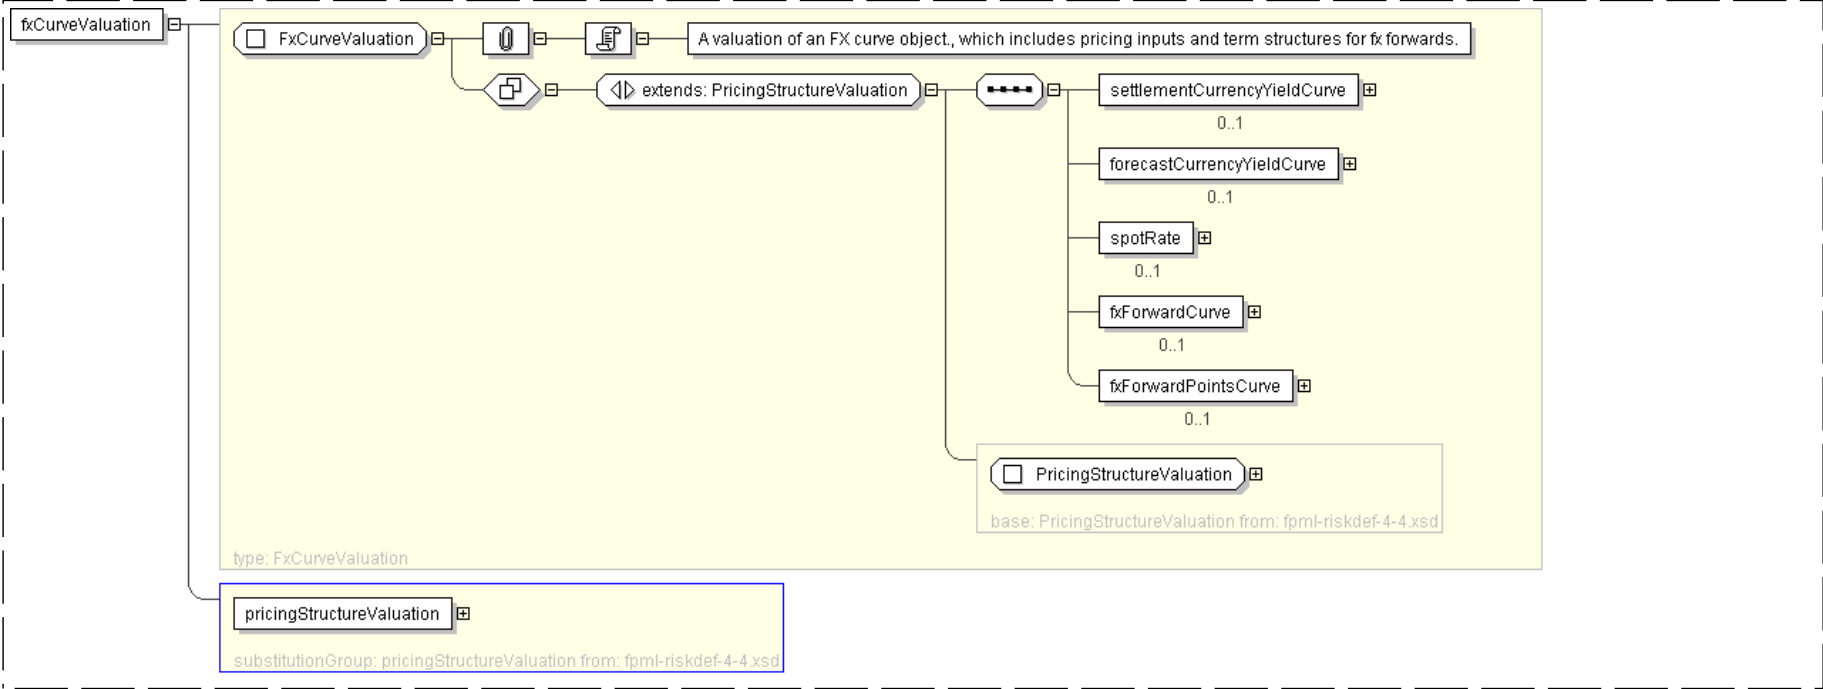 fxCurveValuation
FxCurveValuation
A valuation of an FX curve object., which includes pricing inputs and term structures for fx forwards.
extends: PricingStructureValuation
settlementCurrencyYieldCurve
0..1
forecastCurrencyYieldCurve
0..1
spotRate
0..1
fxForwardCurve
0..1
fxForwardPointsCurve
0..1
PricingStructureValuation
base: PricingStructureValuation from: fpml-riskdef-4-4.xsd
type: FxCurveValuation
pricingStructureValuation
substitutionGroup: pricingStructureValuation from: fpml-riskdef-4-4.xsd